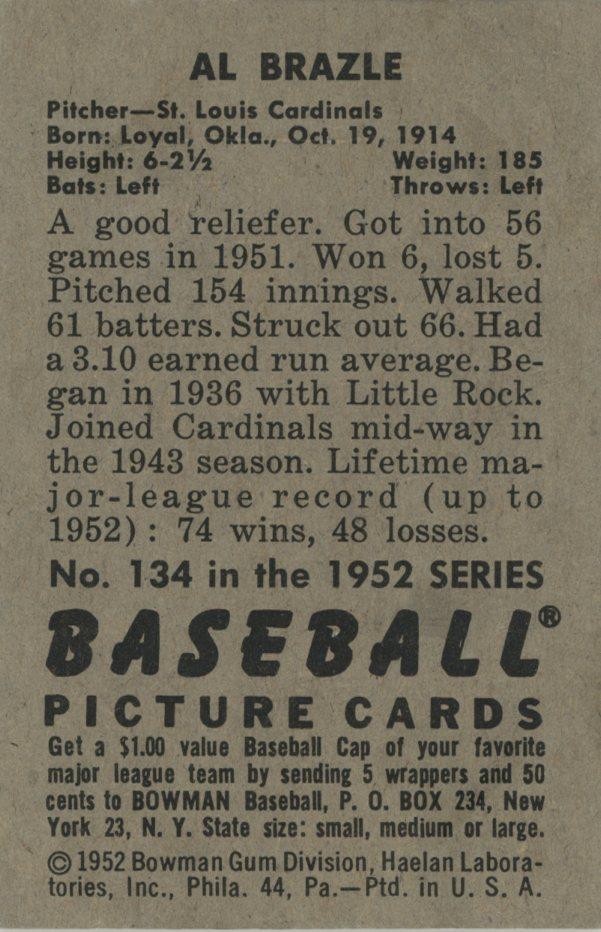 AL BRAZLE
Pitcher—St. Louis Cardinals
Born: Loyal, Okla., Oct. 19, 1914
Height: 6-2½ Weight: 185
Bats: Left Throws: Left
A good reliefer. Got into 56
games in 1951. Won 6, lost 5.
Pitched 154 innings. Walked
61 batters. Struck out 66. Had
a 3.10 earned run average. Be-
gan in 1936 with Little Rock.
Joined Cardinals mid-way in
the 1943 season. Lifetime ma-
jor-league record (up to
1952): 74 wins, 48 losses.
No. 134 in the 1952 SERIES
BASEBALL®
PICTURE CARDS
Get a $1.00 value Baseball Cap of your favorite
major league team by sending 5 wrappers and 50
cents to BOWMAN Baseball, P. O. BOX 234, New
York 23, N. Y. State size: small, medium or large.
© 1952 Bowman Gum Division, Haelan Labora-
tories, Inc., Phila. 44, Pa.—Ptd. in U. S. A.